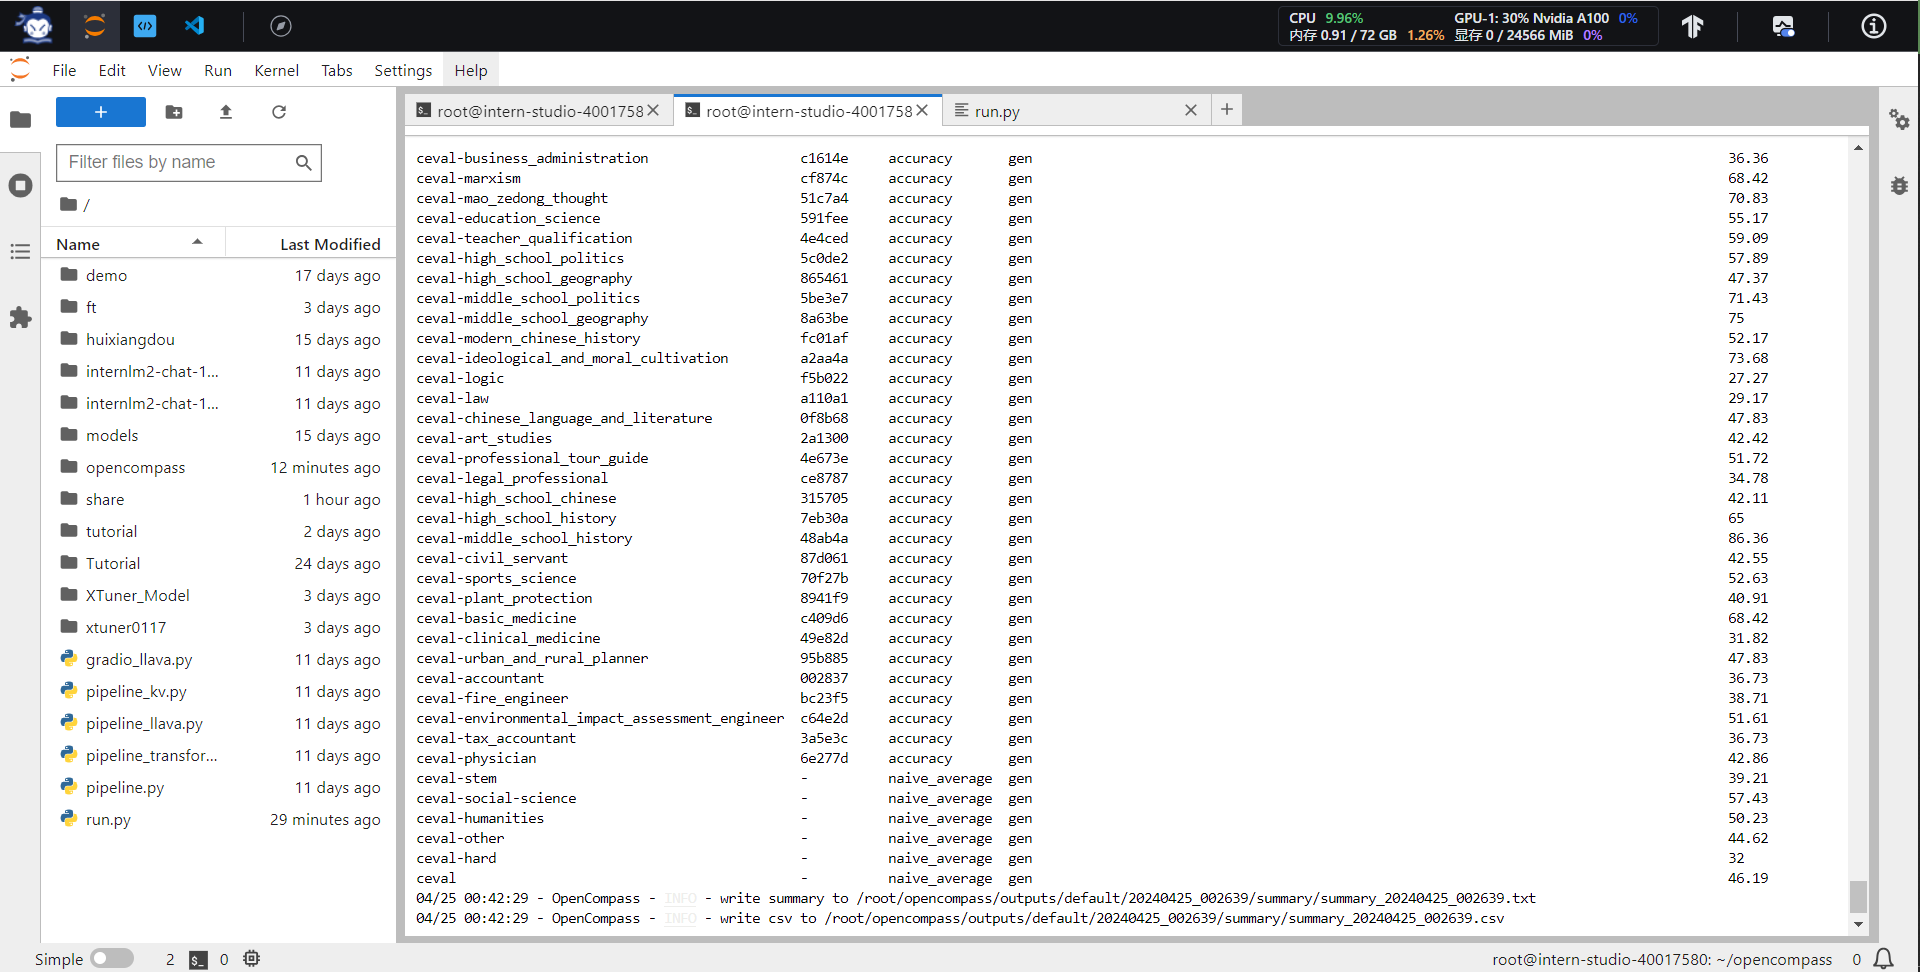 CPU 9.96% GPU-1: 30% Nvidia A100 0%
内存 0.91 / 72 GB 1.26% 显存 0 / 24566 MiB 0%
File Edit View Run Kernel Tabs Settings Help
+
Filter files by name
/
Name Last Modified
demo 17 days ago
ft 3 days ago
huixiangdou 15 days ago
internlm2-chat-1... 11 days ago
internlm2-chat-1... 11 days ago
models 15 days ago
opencompass 12 minutes ago
share 1 hour ago
tutorial 2 days ago
Tutorial 24 days ago
XTuner_Model 3 days ago
xtuner0117 3 days ago
gradio_llava.py 11 days ago
pipeline_kv.py 11 days ago
pipeline_llava.py 11 days ago
pipeline_transfor... 11 days ago
pipeline.py 11 days ago
run.py 29 minutes ago
root@intern-studio-4001758 root@intern-studio-4001758 run.py +
ceval-business_administration c1614e accuracy gen 36.36
ceval-marxism cf874c accuracy gen 68.42
ceval-mao_zedong_thought 51c7a4 accuracy gen 70.83
ceval-education_science 591fee accuracy gen 55.17
ceval-teacher_qualification 4e4ced accuracy gen 59.09
ceval-high_school_politics 5c0de2 accuracy gen 57.89
ceval-high_school_geography 865461 accuracy gen 47.37
ceval-middle_school_politics 5be3e7 accuracy gen 71.43
ceval-middle_school_geography 8a63be accuracy gen 75
ceval-modern_chinese_history fc01af accuracy gen 52.17
ceval-ideological_and_moral_cultivation a2aa4a accuracy gen 73.68
ceval-logic f5b022 accuracy gen 27.27
ceval-law a110a1 accuracy gen 29.17
ceval-chinese_language_and_literature 0f8b68 accuracy gen 47.83
ceval-art_studies 2a1300 accuracy gen 42.42
ceval-professional_tour_guide 4e673e accuracy gen 51.72
ceval-legal_professional ce8787 accuracy gen 34.78
ceval-high_school_chinese 315705 accuracy gen 42.11
ceval-high_school_history 7eb30a accuracy gen 65
ceval-middle_school_history 48ab4a accuracy gen 86.36
ceval-civil_servant 87d061 accuracy gen 42.55
ceval-sports_science 70f27b accuracy gen 52.63
ceval-plant_protection 8941f9 accuracy gen 40.91
ceval-basic_medicine c409d6 accuracy gen 68.42
ceval-clinical_medicine 49e82d accuracy gen 31.82
ceval-urban_and_rural_planner 95b885 accuracy gen 47.83
ceval-accountant 002837 accuracy gen 36.73
ceval-fire_engineer bc23f5 accuracy gen 38.71
ceval-environmental_impact_assessment_engineer c64e2d accuracy gen 51.61
ceval-tax_accountant 3a5e3c accuracy gen 36.73
ceval-physician 6e277d accuracy gen 42.86
ceval-stem - naive_average gen 39.21
ceval-social-science - naive_average gen 57.43
ceval-humanities - naive_average gen 50.23
ceval-other - naive_average gen 44.62
ceval-hard - naive_average gen 32
ceval - naive_average gen 46.19
04/25 00:42:29 - OpenCompass - INFO - write summary to /root/opencompass/outputs/default/20240425_002639/summary/summary_20240425_002639.txt
04/25 00:42:29 - OpenCompass - INFO - write csv to /root/opencompass/outputs/default/20240425_002639/summary/summary_20240425_002639.csv
Simple 2 0 root@intern-studio-40017580: ~/opencompass 0